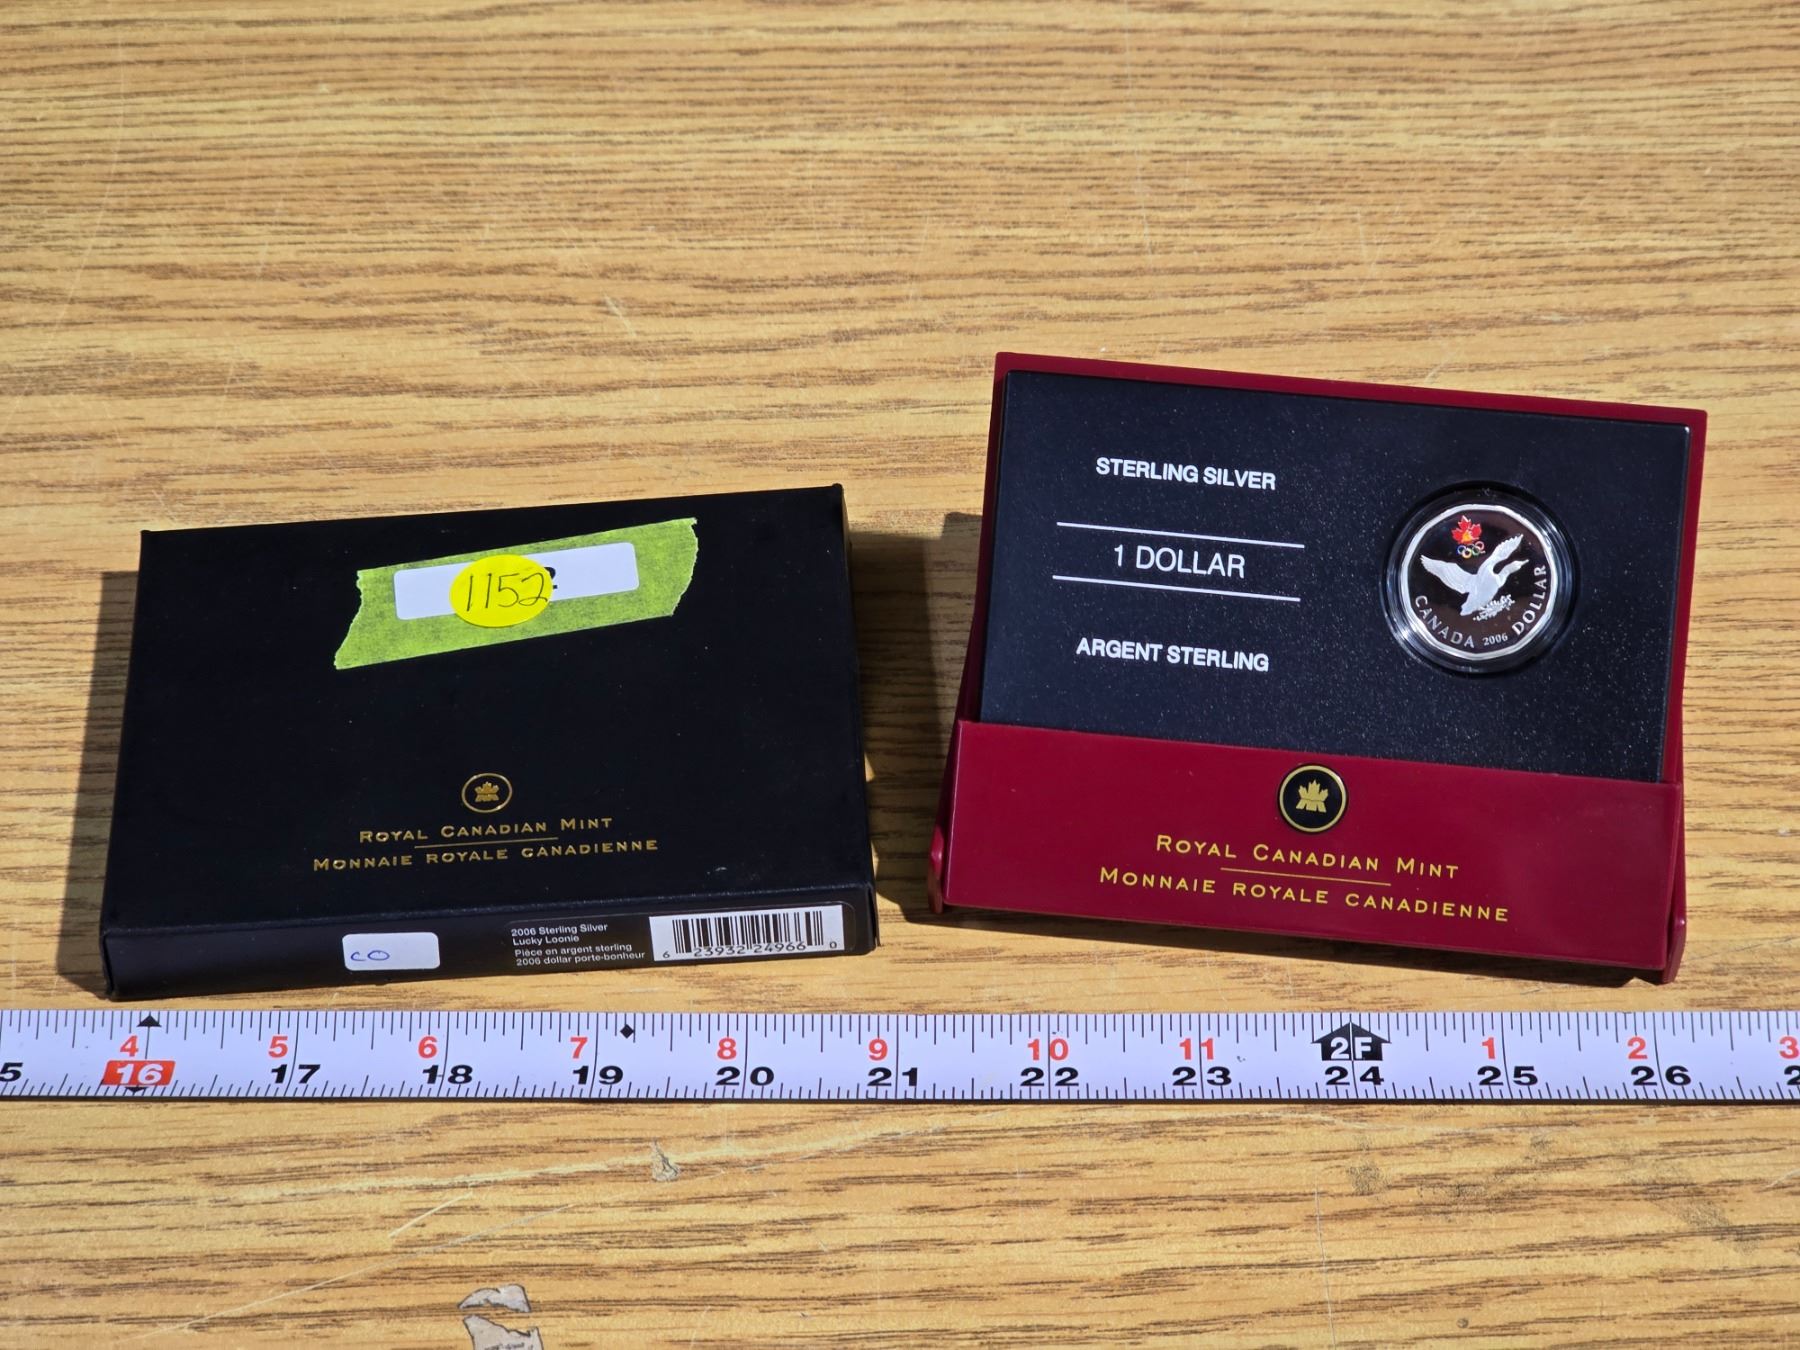 1152
ROYAL CANADIAN MINT
MONNAIE ROYALE CANADIENNE
CO
2006 Sterling Silver
Lucky Loonie
Pièce en argent sterling
2006 dollar porte-bonheur
6 23932 24966 0
STERLING SILVER
1 DOLLAR
ARGENT STERLING
CANADA 2006 DOLLAR
ROYAL CANADIAN MINT
MONNAIE ROYALE CANADIENNE
4 5 6 7 8 9 10 11 2F 1 2 3
5 16 17 18 19 20 21 22 23 24 25 26